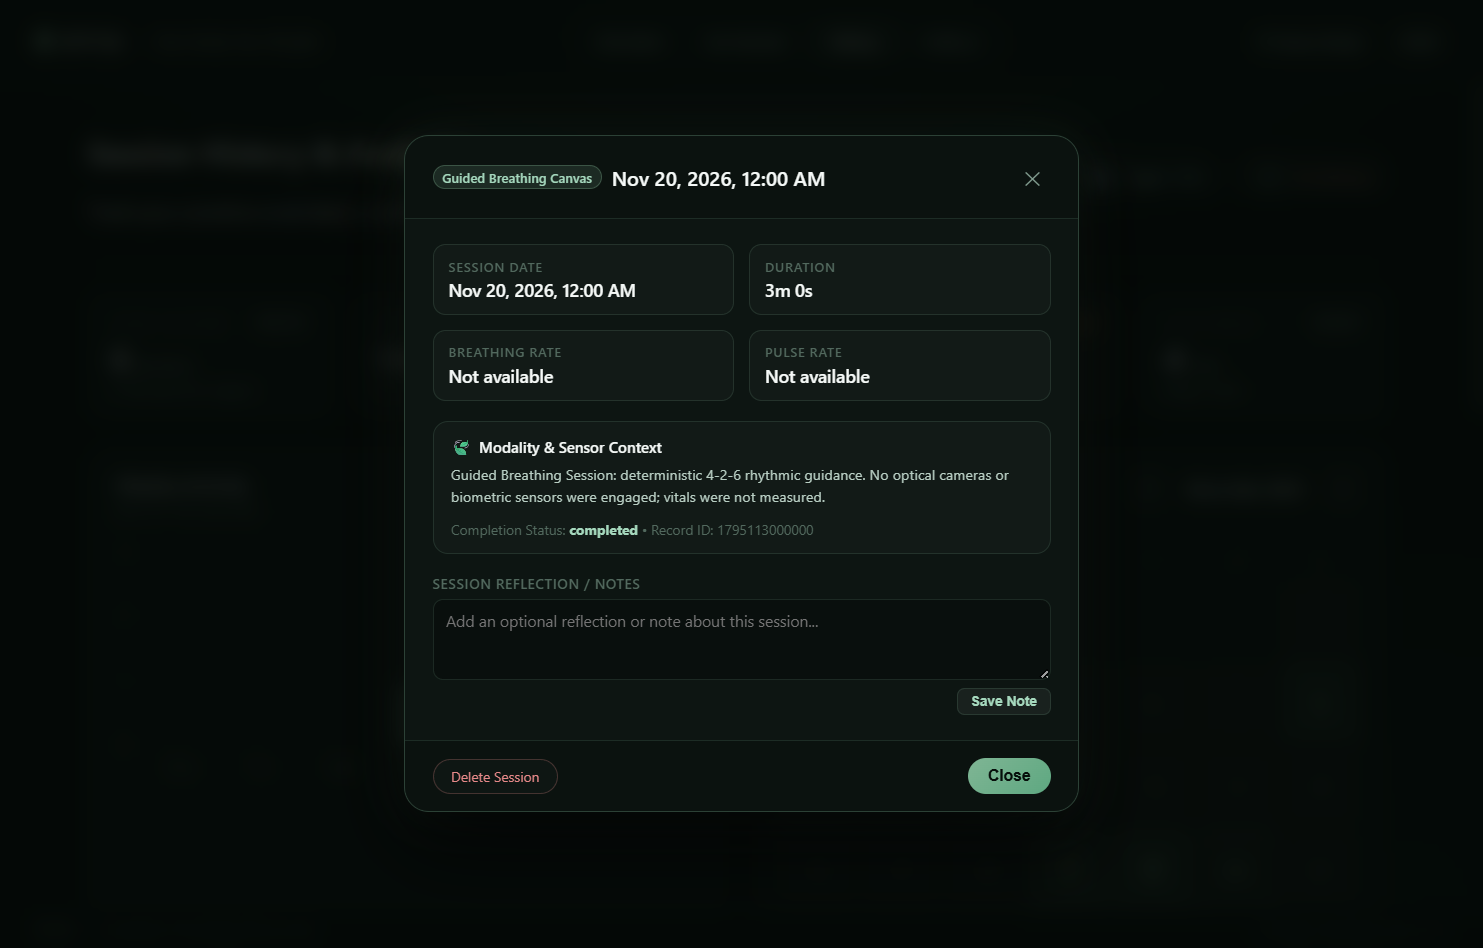 Guided Breathing Canvas Nov 20, 2026, 12:00 AM
SESSION DATE
Nov 20, 2026, 12:00 AM
DURATION
3m 0s
BREATHING RATE
Not available
PULSE RATE
Not available
Modality & Sensor Context
Guided Breathing Session: deterministic 4-2-6 rhythmic guidance. No optical cameras or
biometric sensors were engaged; vitals were not measured.
Completion Status: completed • Record ID: 1795113000000
SESSION REFLECTION / NOTES
Add an optional reflection or note about this session...
Save Note
Delete Session
Close